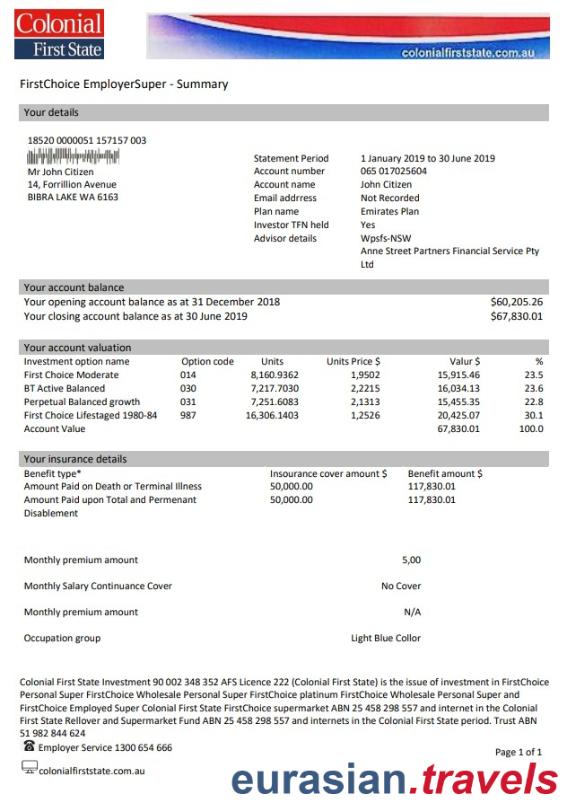 Colonial
First State
colonialfirststate.com.au
FirstChoice EmployerSuper - Summary
Your details
18520 0000051 157157 003
Mr John Citizen
14, Forrillion Avenue
BIBRA LAKE WA 6163
Statement Period 1 January 2019 to 30 June 2019
Account number 065 017025604
Account name John Citizen
Email addrress Not Recorded
Plan name Emirates Plan
Investor TFN held Yes
Advisor details Wpsfs-NSW
Anne Street Partners Financial Service Pty
Ltd
Your account balance
Your opening account balance as at 31 December 2018 $60,205.26
Your closing account balance as at 30 June 2019 $67,830.01
Your account valuation
Investment option name Option code Units Units Price $ Valur $ %
First Choice Moderate 014 8,160.9362 1,9502 15,915.46 23.5
BT Active Balanced 030 7,217.7030 2,2215 16,034.13 23.6
Perpetual Balanced growth 031 7,251.6083 2,1313 15,455.35 22.8
First Choice Lifestaged 1980-84 987 16,306.1403 1,2526 20,425.07 30.1
Account Value 67,830.01 100.0
Your insurance details
Benefit type* Insourance cover amount $ Benefit amount $
Amount Paid on Death or Terminal Illness 50,000.00 117,830.01
Amount Paid upon Total and Permenant 50,000.00 117,830.01
Disablement
Monthly premium amount 5,00
Monthly Salary Continuance Cover No Cover
Monthly premium amount N/A
Occupation group Light Blue Collor
Colonial First State Investment 90 002 348 352 AFS Licence 222 (Colonial First State) is the issue of investment in FirstChoice
Personal Super FirstChoice Wholesale Personal Super FirstChoice platinum FirstChoice Wholesale Personal Super and
FirstChoice Employed Super Colonial First State FirstChoice supermarket ABN 25 458 298 557 and internet in the Colonial
First State Rellover and Supermarket Fund ABN 25 458 298 557 and internets in the Colonial First State period. Trust ABN
51 982 844 624
Employer Service 1300 654 666
Page 1 of 1
colonialfirststate.com.au
eurasian.travels